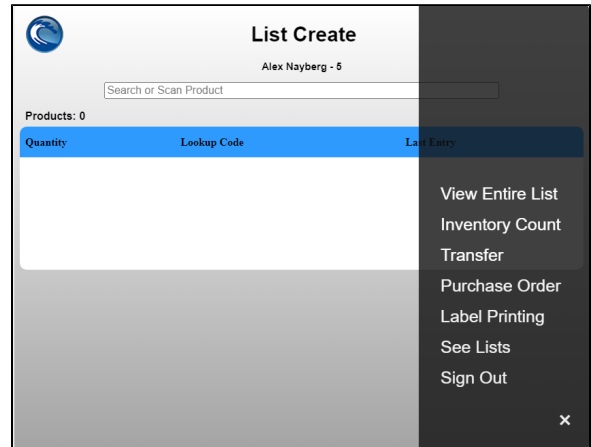 List Create
Alex Nayberg - 5
Search or Scan Product
Products: 0
Quantity Lookup Code Last Entry
View Entire List
Inventory Count
Transfer
Purchase Order
Label Printing
See Lists
Sign Out
×